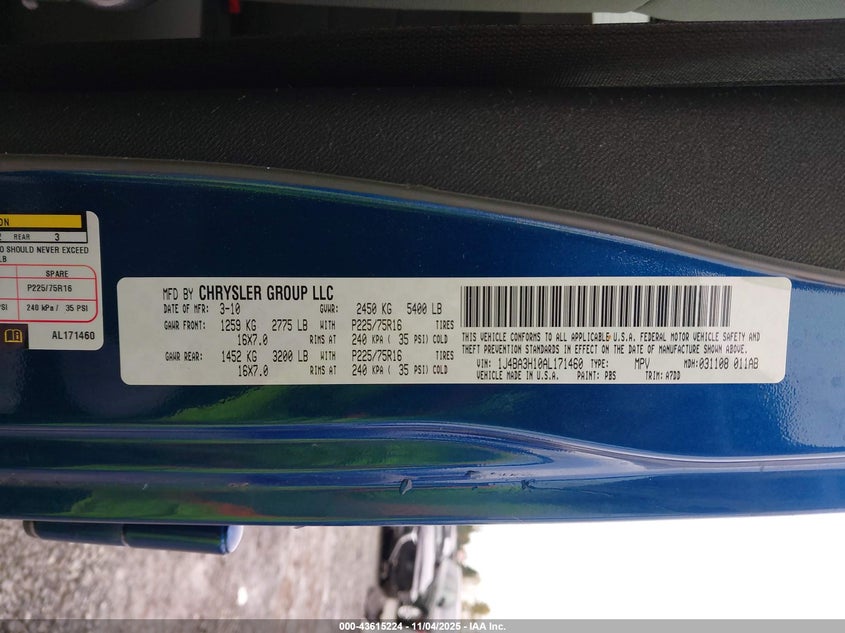 ON
REAR 3
O SHOULD NEVER EXCEED
LB
SPARE
P225/75R16
PSI 240 kPa / 35 PSI
AL171460
MFD BY CHRYSLER GROUP LLC
DATE OF MFR: 3-10 GVWR: 2450 KG 5400 LB
GAWR FRONT: 1259 KG 2775 LB WITH P225/75R16 TIRES
16X7.0 RIMS AT 240 KPA ( 35 PSI) COLD
GAWR REAR: 1452 KG 3200 LB WITH P225/75R16 TIRES
16X7.0 RIMS AT 240 KPA ( 35 PSI) COLD
THIS VEHICLE CONFORMS TO ALL APPLICABLE U.S.A. FEDERAL MOTOR VEHICLE SAFETY AND
THEFT PREVENTION STANDARDS IN EFFECT ON THE DATE OF MANUFACTURE SHOWN ABOVE.
VIN: 1J4BA3H10AL171460 TYPE: MPV MDH: 031108 011AB
VEHICLE MADE IN U.S.A. PAINT: PBS TRIM: A7DD
000-43615224 - 11/04/2025 - IAA Inc.